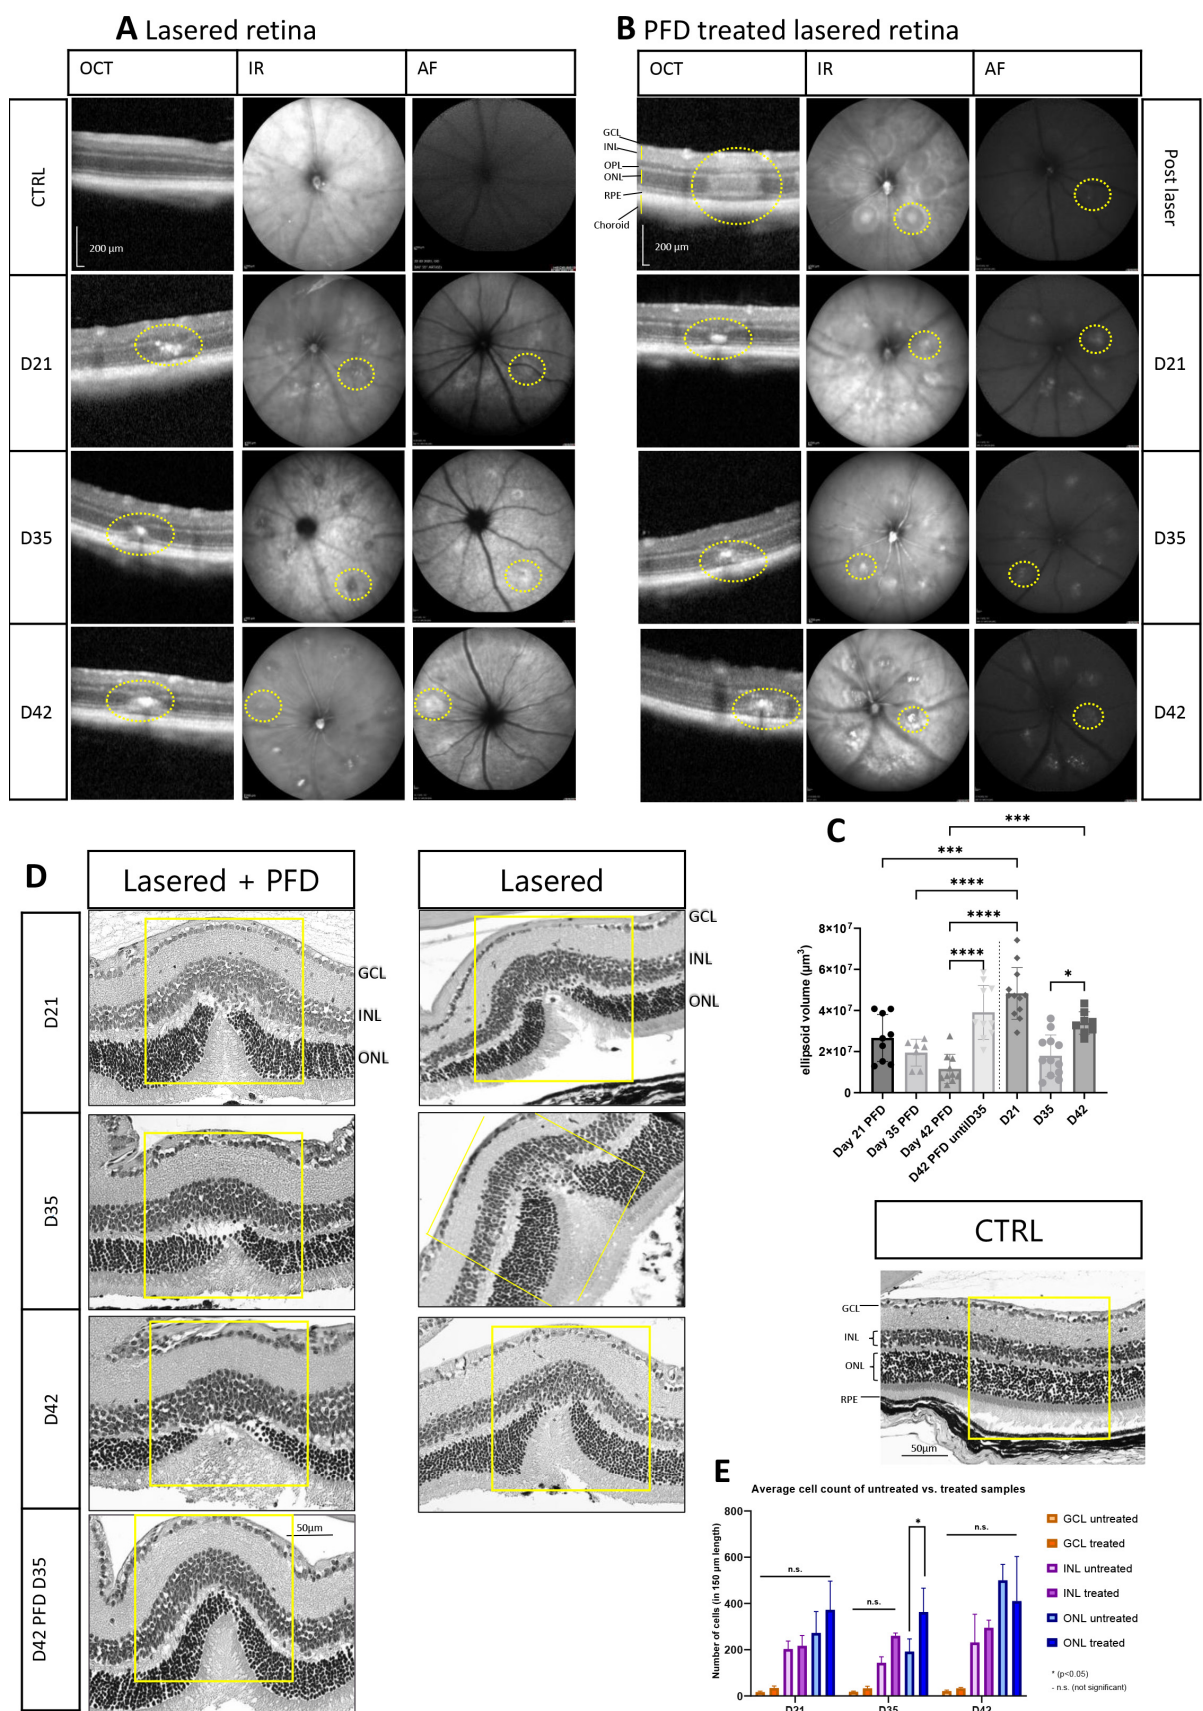 A Lasered retina
OCT IR AF
CTRL
200 µm
D21
D35
D42
B PFD treated lasered retina
OCT IR AF
GCL
INL
OPL
ONL
RPE
Choroid
200 µm
Post laser
D21
D35
D42
C
***
***
****
****
****
*
ellipsoid volume (µm³)
8×10⁷
6×10⁷
4×10⁷
2×10⁷
0
Day 21 PFD
Day 35 PFD
Day 42 PFD
D42 PFD untilD35
D21
D35
D42
D
Lasered + PFD
Lasered
D21
GCL
INL
ONL
GCL
INL
ONL
D35
D42
D42 PFD D35
50µm
CTRL
GCL
INL
ONL
RPE
50µm
E
Average cell count of untreated vs. treated samples
Number of cells (in 150 µm length)
800
600
400
200
0
n.s.
n.s.
*
n.s.
D21
D35
D42
GCL untreated
GCL treated
INL untreated
INL treated
ONL untreated
ONL treated
* (p<0.05)
- n.s. (not significant)